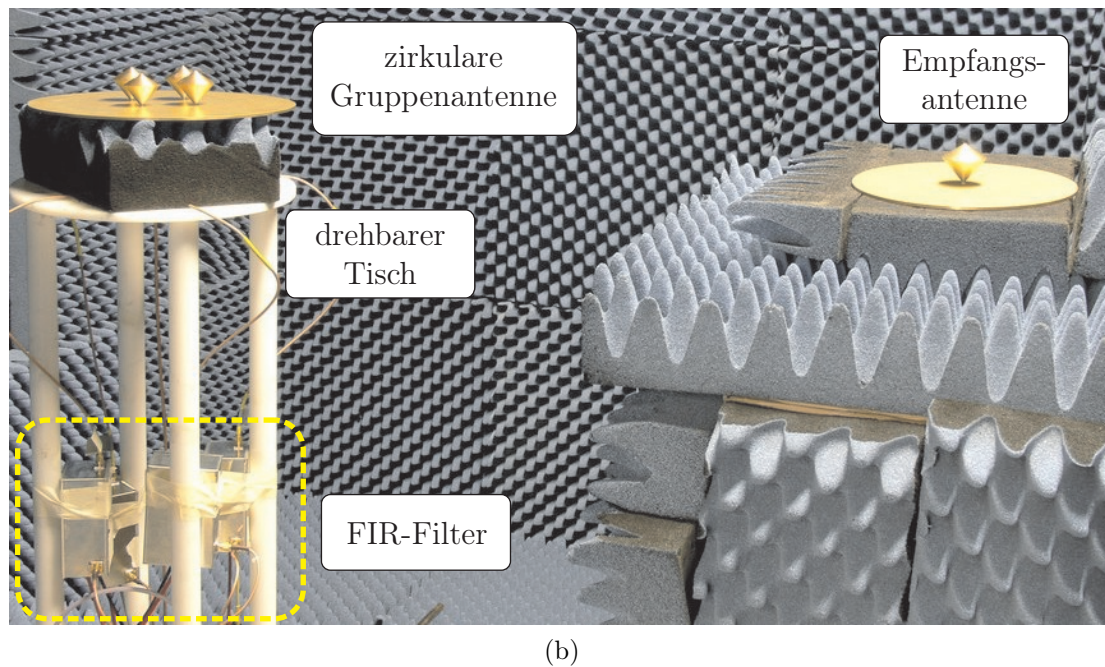 zirkulare
Gruppenantenne
Empfangs-
antenne
drehbarer
Tisch
FIR-Filter
(b)